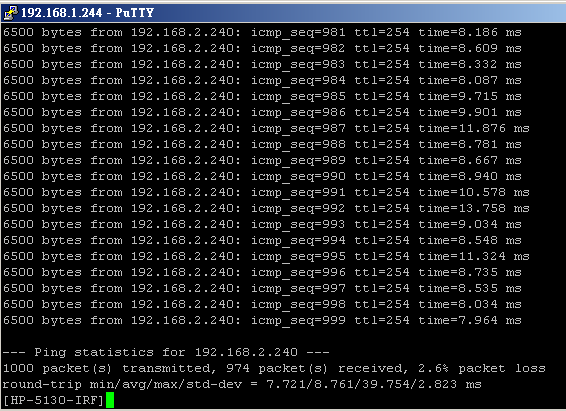 192.168.1.244 - PuTTY
6500 bytes from 192.168.2.240: icmp_seq=981 ttl=254 time=8.186 ms
6500 bytes from 192.168.2.240: icmp_seq=982 ttl=254 time=8.609 ms
6500 bytes from 192.168.2.240: icmp_seq=983 ttl=254 time=8.332 ms
6500 bytes from 192.168.2.240: icmp_seq=984 ttl=254 time=8.087 ms
6500 bytes from 192.168.2.240: icmp_seq=985 ttl=254 time=9.715 ms
6500 bytes from 192.168.2.240: icmp_seq=986 ttl=254 time=9.901 ms
6500 bytes from 192.168.2.240: icmp_seq=987 ttl=254 time=11.876 ms
6500 bytes from 192.168.2.240: icmp_seq=988 ttl=254 time=8.781 ms
6500 bytes from 192.168.2.240: icmp_seq=989 ttl=254 time=8.667 ms
6500 bytes from 192.168.2.240: icmp_seq=990 ttl=254 time=8.940 ms
6500 bytes from 192.168.2.240: icmp_seq=991 ttl=254 time=10.578 ms
6500 bytes from 192.168.2.240: icmp_seq=992 ttl=254 time=13.758 ms
6500 bytes from 192.168.2.240: icmp_seq=993 ttl=254 time=9.034 ms
6500 bytes from 192.168.2.240: icmp_seq=994 ttl=254 time=8.548 ms
6500 bytes from 192.168.2.240: icmp_seq=995 ttl=254 time=11.324 ms
6500 bytes from 192.168.2.240: icmp_seq=996 ttl=254 time=8.735 ms
6500 bytes from 192.168.2.240: icmp_seq=997 ttl=254 time=8.535 ms
6500 bytes from 192.168.2.240: icmp_seq=998 ttl=254 time=8.034 ms
6500 bytes from 192.168.2.240: icmp_seq=999 ttl=254 time=7.964 ms
--- Ping statistics for 192.168.2.240 ---
1000 packet(s) transmitted, 974 packet(s) received, 2.6% packet loss
round-trip min/avg/max/std-dev = 7.721/8.761/39.754/2.823 ms
[HP-5130-IRF]